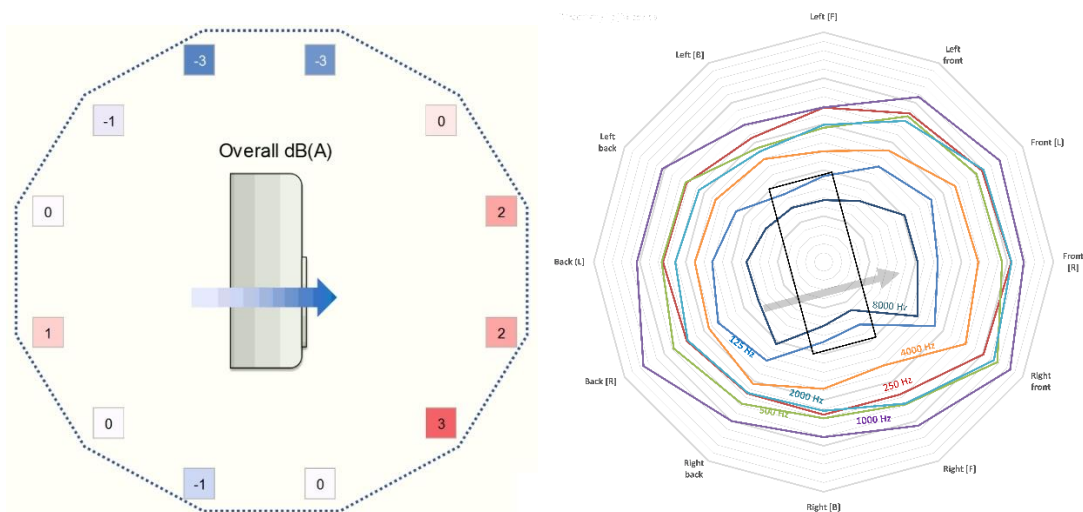 -3
-3
-1
0
Overall dB(A)
0
2
1
2
0
3
-1
0
Left [F]
Left [B]
Left
front
Left
back
Front [L]
Back [L]
Front
[R]
8000 Hz
125 Hz
4000 Hz
250 Hz
2000 Hz
500 Hz
1000 Hz
Back [R]
Right
front
Right
back
Right [F]
Right [B]